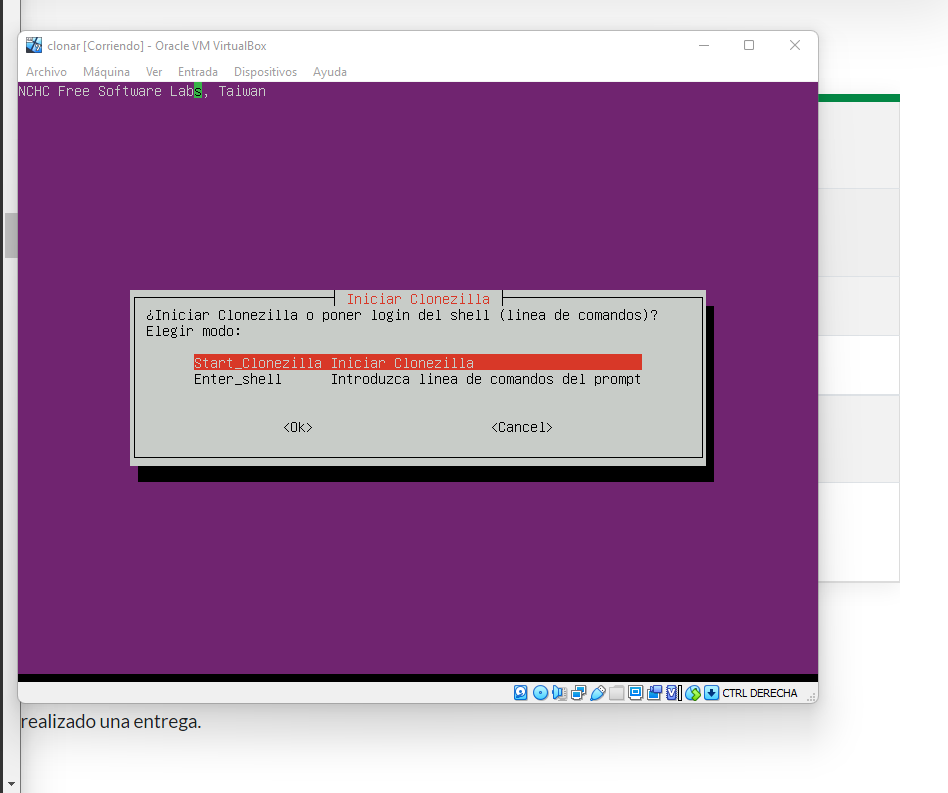 clonar [Corriendo] - Oracle VM VirtualBox
Archivo Máquina Ver Entrada Dispositivos Ayuda
NCHC Free Software Labs, Taiwan
Iniciar Clonezilla
¿Iniciar Clonezilla o poner login del shell (linea de comandos)?
Elegir modo:
Start_Clonezilla Iniciar Clonezilla
Enter_shell Introduzca linea de comandos del prompt
<Ok> <Cancel>
CTRL DERECHA
realizado una entrega.